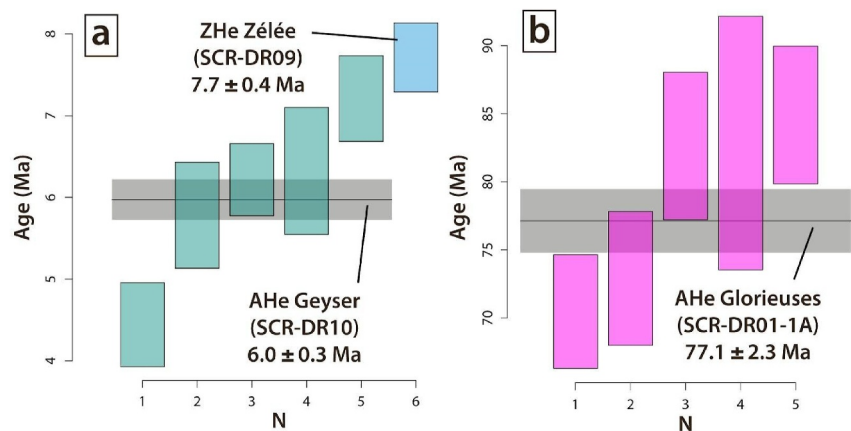 a
ZHe Zélée
(SCR-DR09)
7.7 ± 0.4 Ma
AHe Geyser
(SCR-DR10)
6.0 ± 0.3 Ma
Age (Ma)
8
7
6
5
4
1 2 3 4 5 6
N
b
AHe Glorieuses
(SCR-DR01-1A)
77.1 ± 2.3 Ma
Age (Ma)
90
85
80
75
70
1 2 3 4 5
N